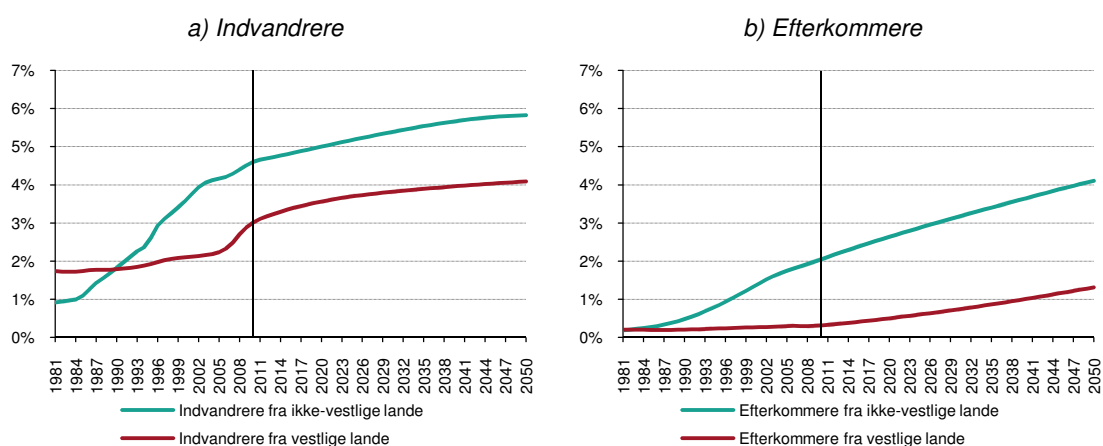 a) Indvandrere
7%
6%
5%
4%
3%
2%
1%
0%
1981 1984 1987 1990 1993 1996 1999 2002 2005 2008 2011 2014 2017 2020 2023 2026 2029 2032 2035 2038 2041 2044 2047 2050
Indvandrere fra ikke-vestlige lande
Indvandrere fra vestlige lande
b) Efterkommere
7%
6%
5%
4%
3%
2%
1%
0%
1981 1984 1987 1990 1993 1996 1999 2002 2005 2008 2011 2014 2017 2020 2023 2026 2029 2032 2035 2038 2041 2044 2047 2050
Efterkommere fra ikke-vestlige lande
Efterkommere fra vestlige lande